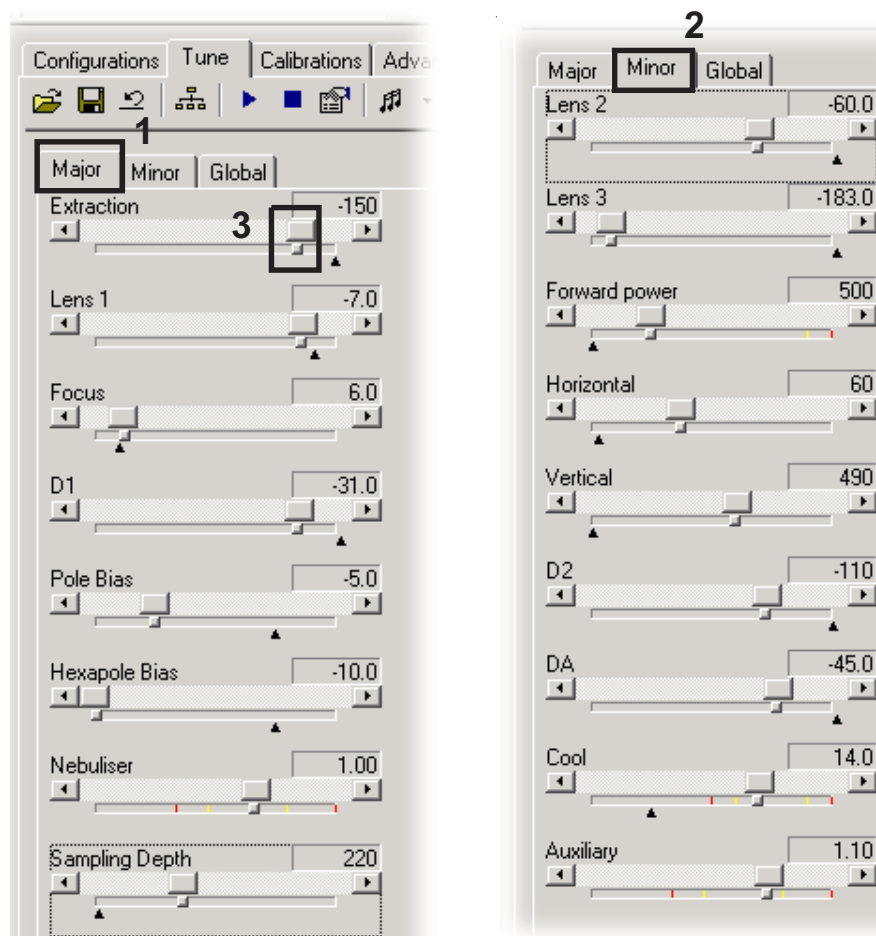 Configurations Tune Calibrations
1
Major Minor Global
Extraction -150
3
Lens 1 -7.0
Focus 6.0
D1 -31.0
Pole Bias -5.0
Hexapole Bias -10.0
Nebuliser 1.00
Sampling Depth 220
2
Major Minor Global
Lens 2 -60.0
Lens 3 -183.0
Forward power 500
Horizontal 60
Vertical 490
D2 -110
DA -45.0
Cool 14.0
Auxiliary 1.10